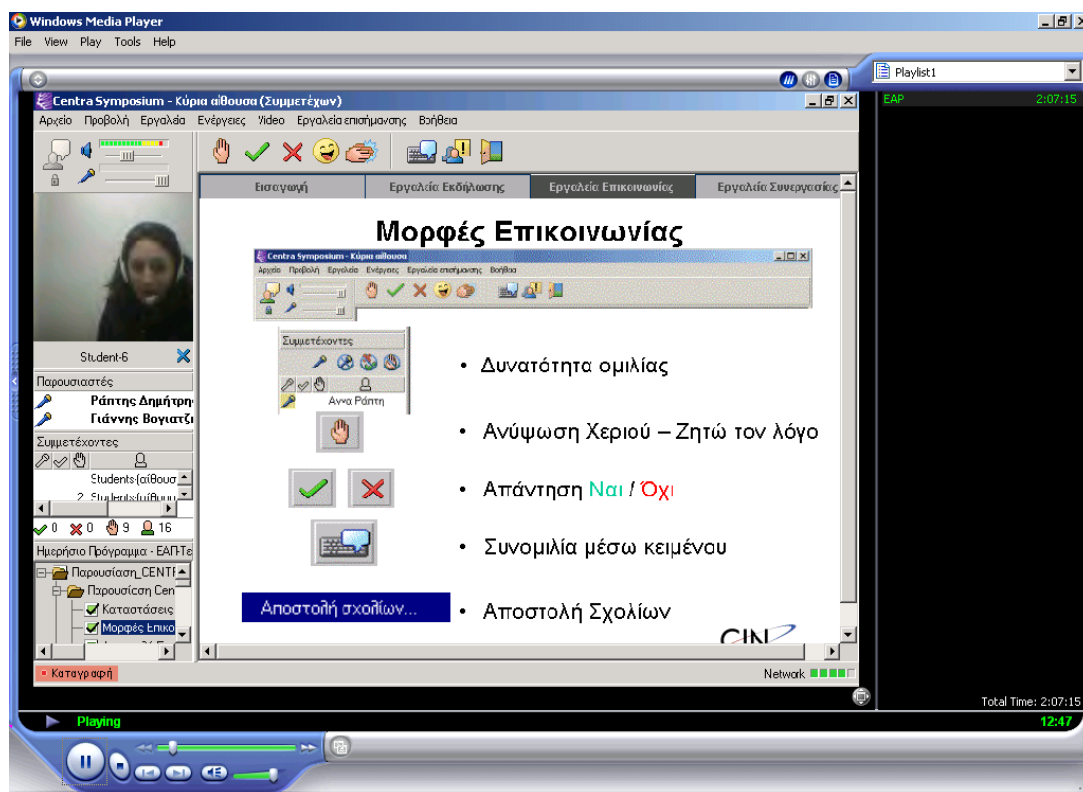 Windows Media Player
File View Play Tools Help
Playlist1
EAP 2:07:15
Centra Symposium - Κύρια αίθουσα (Συμμετέχων)
Αρχείο Προβολή Εργαλεία Ενέργειες Video Εργαλεία επισήμανσης Βοήθεια
Εισαγωγή Εργαλεία Εκδήλωσης Εργαλεία Επικοινωνίας Εργαλεία Συνεργασίας
Μορφές Επικοινωνίας
Centra Symposium - Κύρια αίθουσα
Αρχείο Προβολή Εργαλεία Ενέργειες Εργαλεία επισήμανσης Βοήθεια
Συμμετέχοντες
Αννα Ράπτη
• Δυνατότητα ομιλίας
• Ανύψωση Χεριού – Ζητώ τον λόγο
• Απάντηση Ναι / Όχι
• Συνομιλία μέσω κειμένου
Αποστολή σχολίων...
• Αποστολή Σχολίων
Student-6
Παρουσιαστές
Ράπτης Δημήτρη
Γιάννης Βογιατζι
Συμμετέχοντες
Students (αίθουσ
0 0 9 16
Ημερήσιο Πρόγραμμα - ΕΑΠ-Τε
Παρουσίαση_CENTF
Παρουσίαση Cen
Καταστάσεις
Μορφές Επικο
Καταγραφή
Network
Total Time: 2:07:15
Playing 12:47